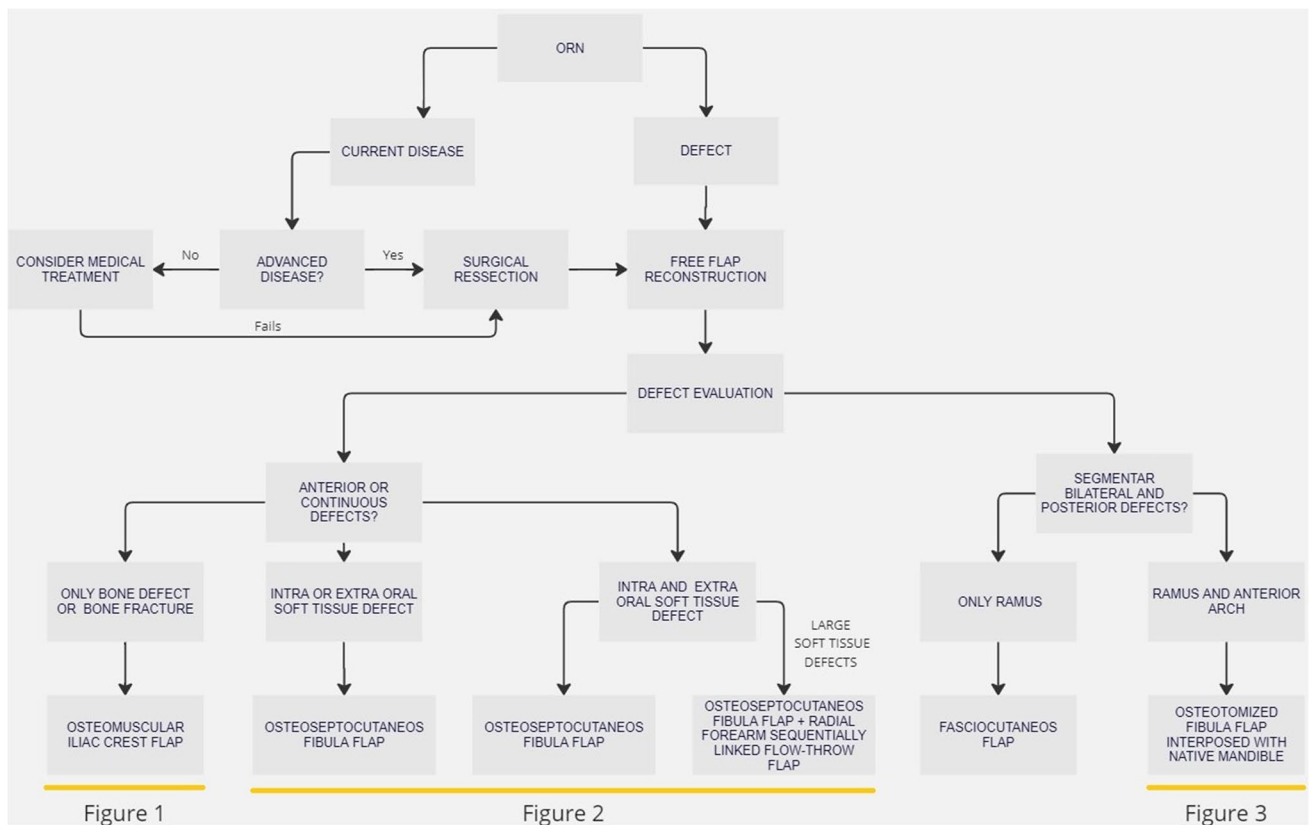 ORN
CURRENT DISEASE
DEFECT
CONSIDER MEDICAL
TREATMENT
No
ADVANCED
DISEASE?
Yes
SURGICAL
RESSECTION
FREE FLAP
RECONSTRUCTION
Fails
DEFECT EVALUATION
ANTERIOR OR
CONTINUOUS
DEFECTS?
SEGMENTAR
BILATERAL AND
POSTERIOR DEFECTS?
ONLY BONE DEFECT
OR BONE FRACTURE
INTRA OR EXTRA ORAL
SOFT TISSUE DEFECT
INTRA AND EXTRA
ORAL SOFT TISSUE
DEFECT
LARGE
SOFT TISSUE
DEFECTS
ONLY RAMUS
RAMUS AND ANTERIOR
ARCH
OSTEOMUSCULAR
ILIAC CREST FLAP
OSTEOSEPTOCUTANEOS
FIBULA FLAP
OSTEOSEPTOCUTANEOS
FIBULA FLAP
OSTEOSEPTOCUTANEOS
FIBULA FLAP + RADIAL
FOREARM SEQUENTIALLY
LINKED FLOW-THROW
FLAP
FASCIOCUTANEOS
FLAP
OSTEOTOMIZED
FIBULA FLAP
INTERPOSED WITH
NATIVE MANDIBLE
Figure 1
Figure 2
Figure 3